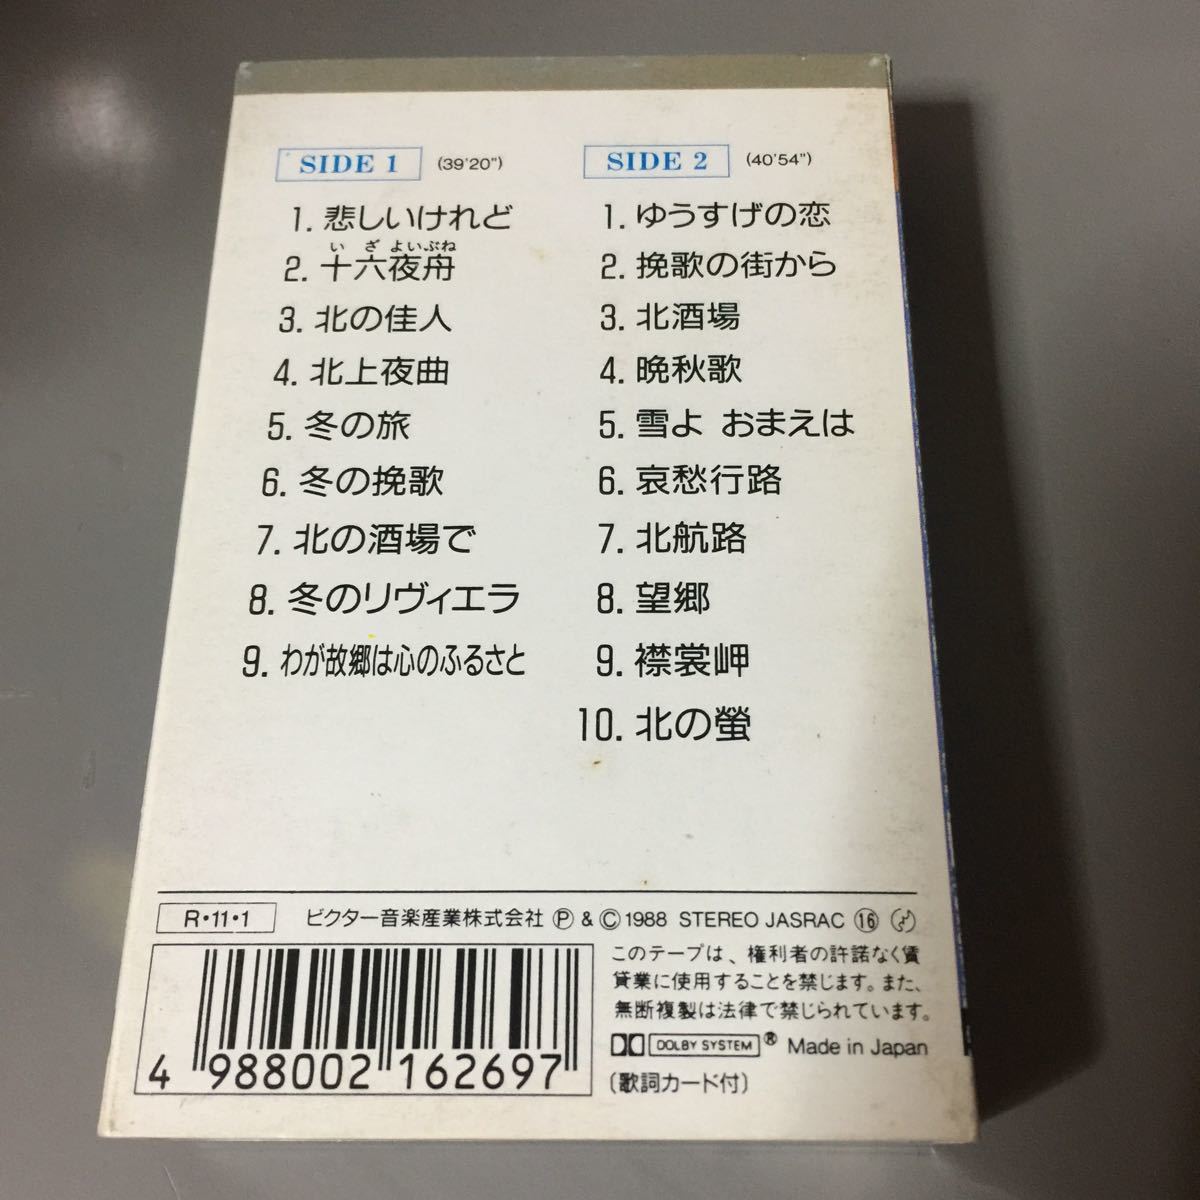 SIDE 1 (39'20")
1. 悲しいけれど
いざよいぶね
2. 十六夜舟
3. 北の佳人
4. 北上夜曲
5. 冬の旅
6. 冬の挽歌
7. 北の酒場で
8. 冬のリヴィエラ
9. わが故郷は心のふるさと
SIDE 2 (40'54")
1. ゆうすげの恋
2. 挽歌の街から
3. 北酒場
4. 晩秋歌
5. 雪よ おまえは
6. 哀愁行路
7. 北航路
8. 望郷
9. 襟裳岬
10. 北の螢
R・11・1 ビクター音楽産業株式会社 Ⓟ & Ⓒ 1988 STEREO JASRAC ⑯
このテープは、権利者の許諾なく賃
貸業に使用することを禁じます。また、
無断複製は法律で禁じられています。
DOLBY SYSTEM ® Made in Japan
(歌詞カード付)
4 988002 162697